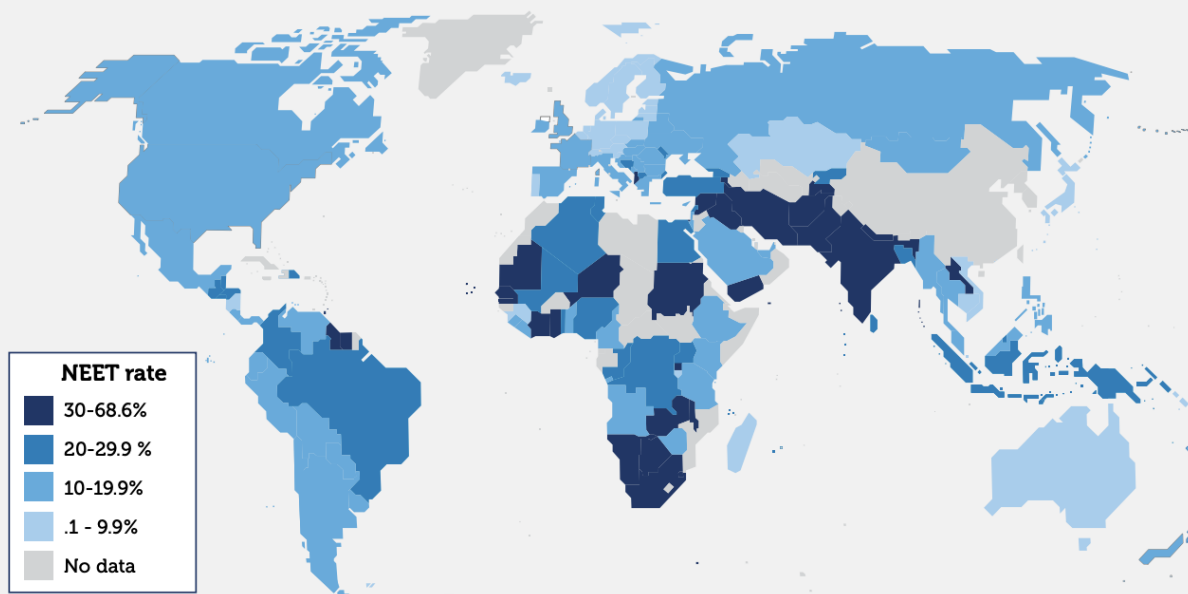 NEET rate
30-68.6%
20-29.9 %
10-19.9%
.1 - 9.9%
No data